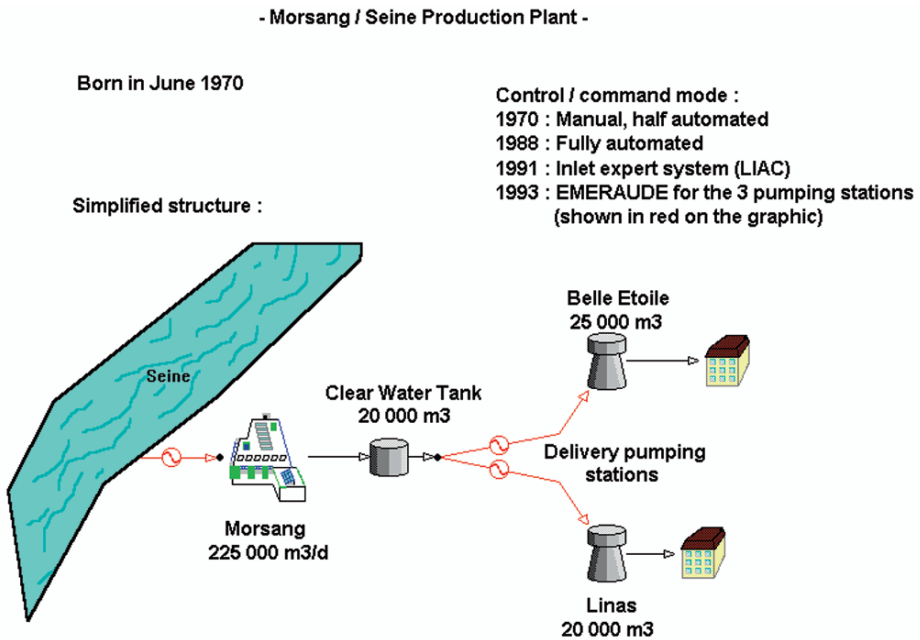 - Morsang / Seine Production Plant -
Born in June 1970
Control / command mode :
1970 : Manual, half automated
1988 : Fully automated
1991 : Inlet expert system (LIAC)
1993 : EMERAUDE for the 3 pumping stations
(shown in red on the graphic)
Simplified structure :
Belle Etoile
25 000 m3
Seine
Clear Water Tank
20 000 m3
Delivery pumping
stations
Morsang
225 000 m3/d
Linas
20 000 m3